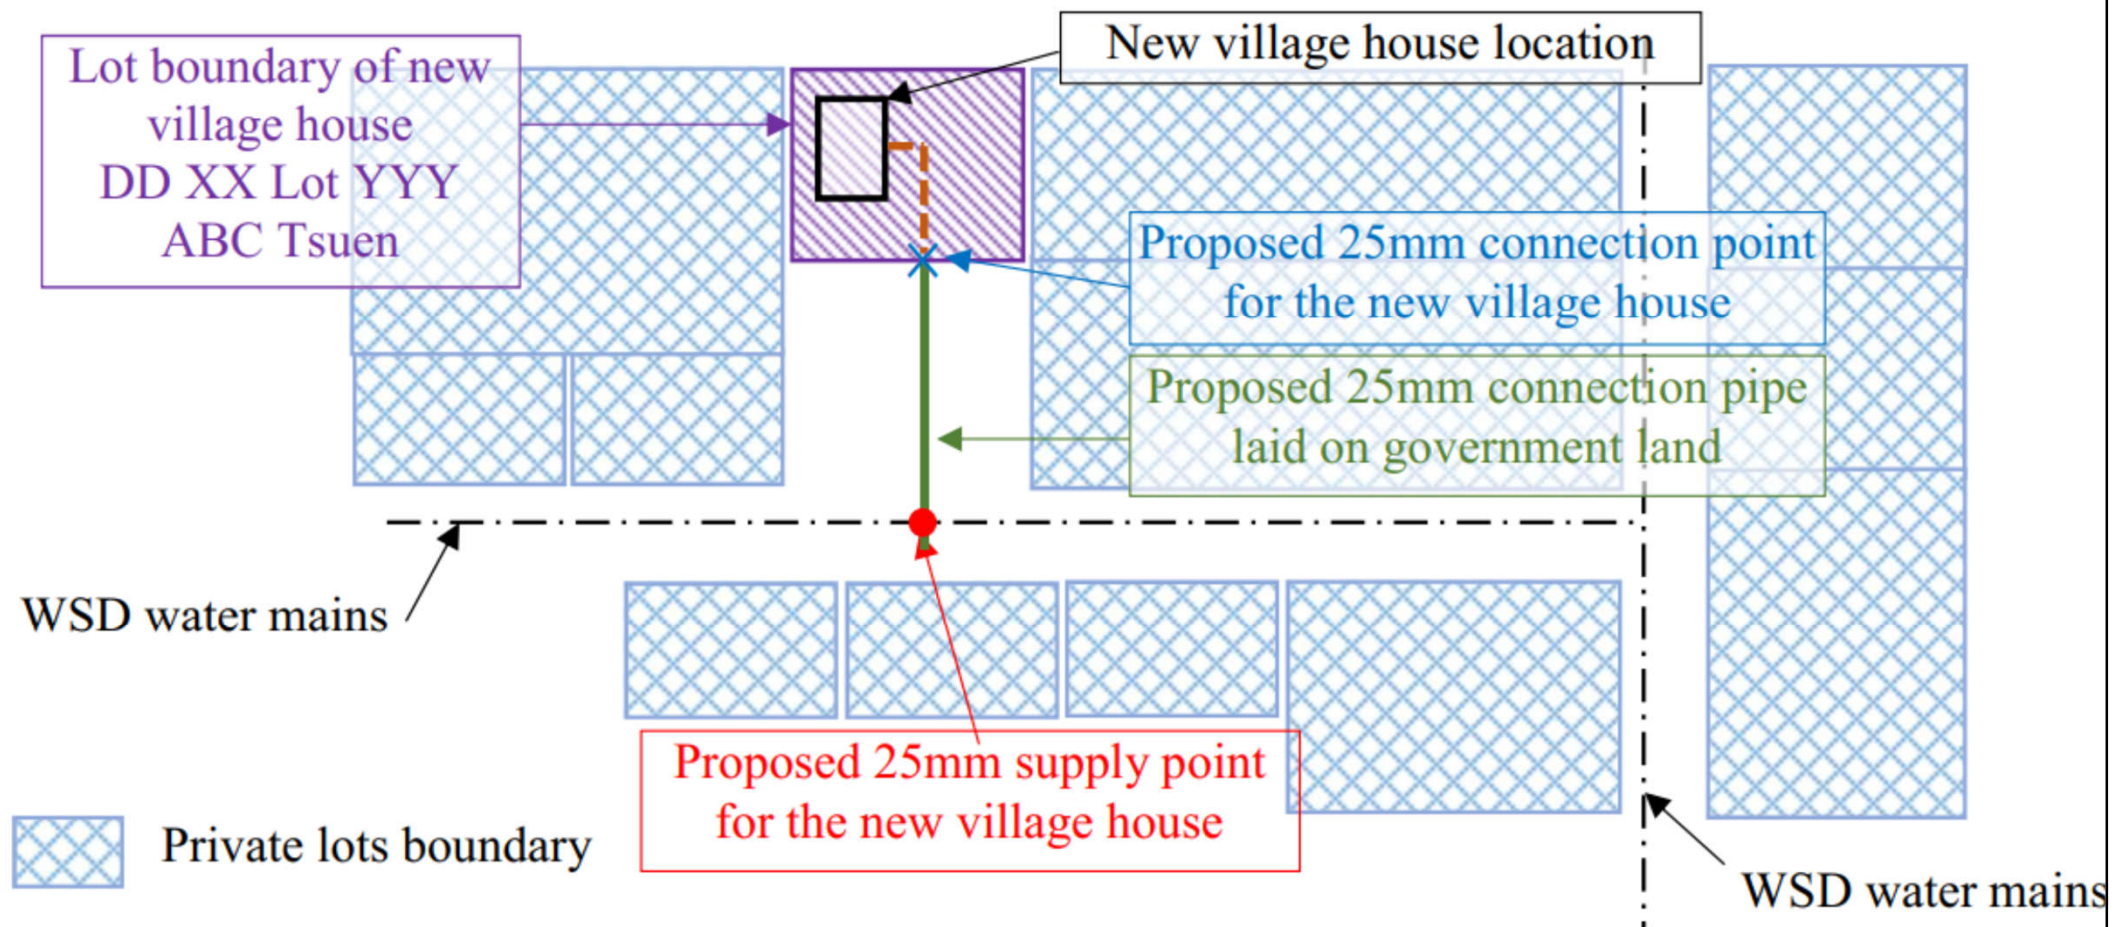 New village house location
Lot boundary of new
village house
DD XX Lot YYY
ABC Tsuen
Proposed 25mm connection point
for the new village house
Proposed 25mm connection pipe
laid on government land
WSD water mains
Proposed 25mm supply point
for the new village house
Private lots boundary
WSD water mains